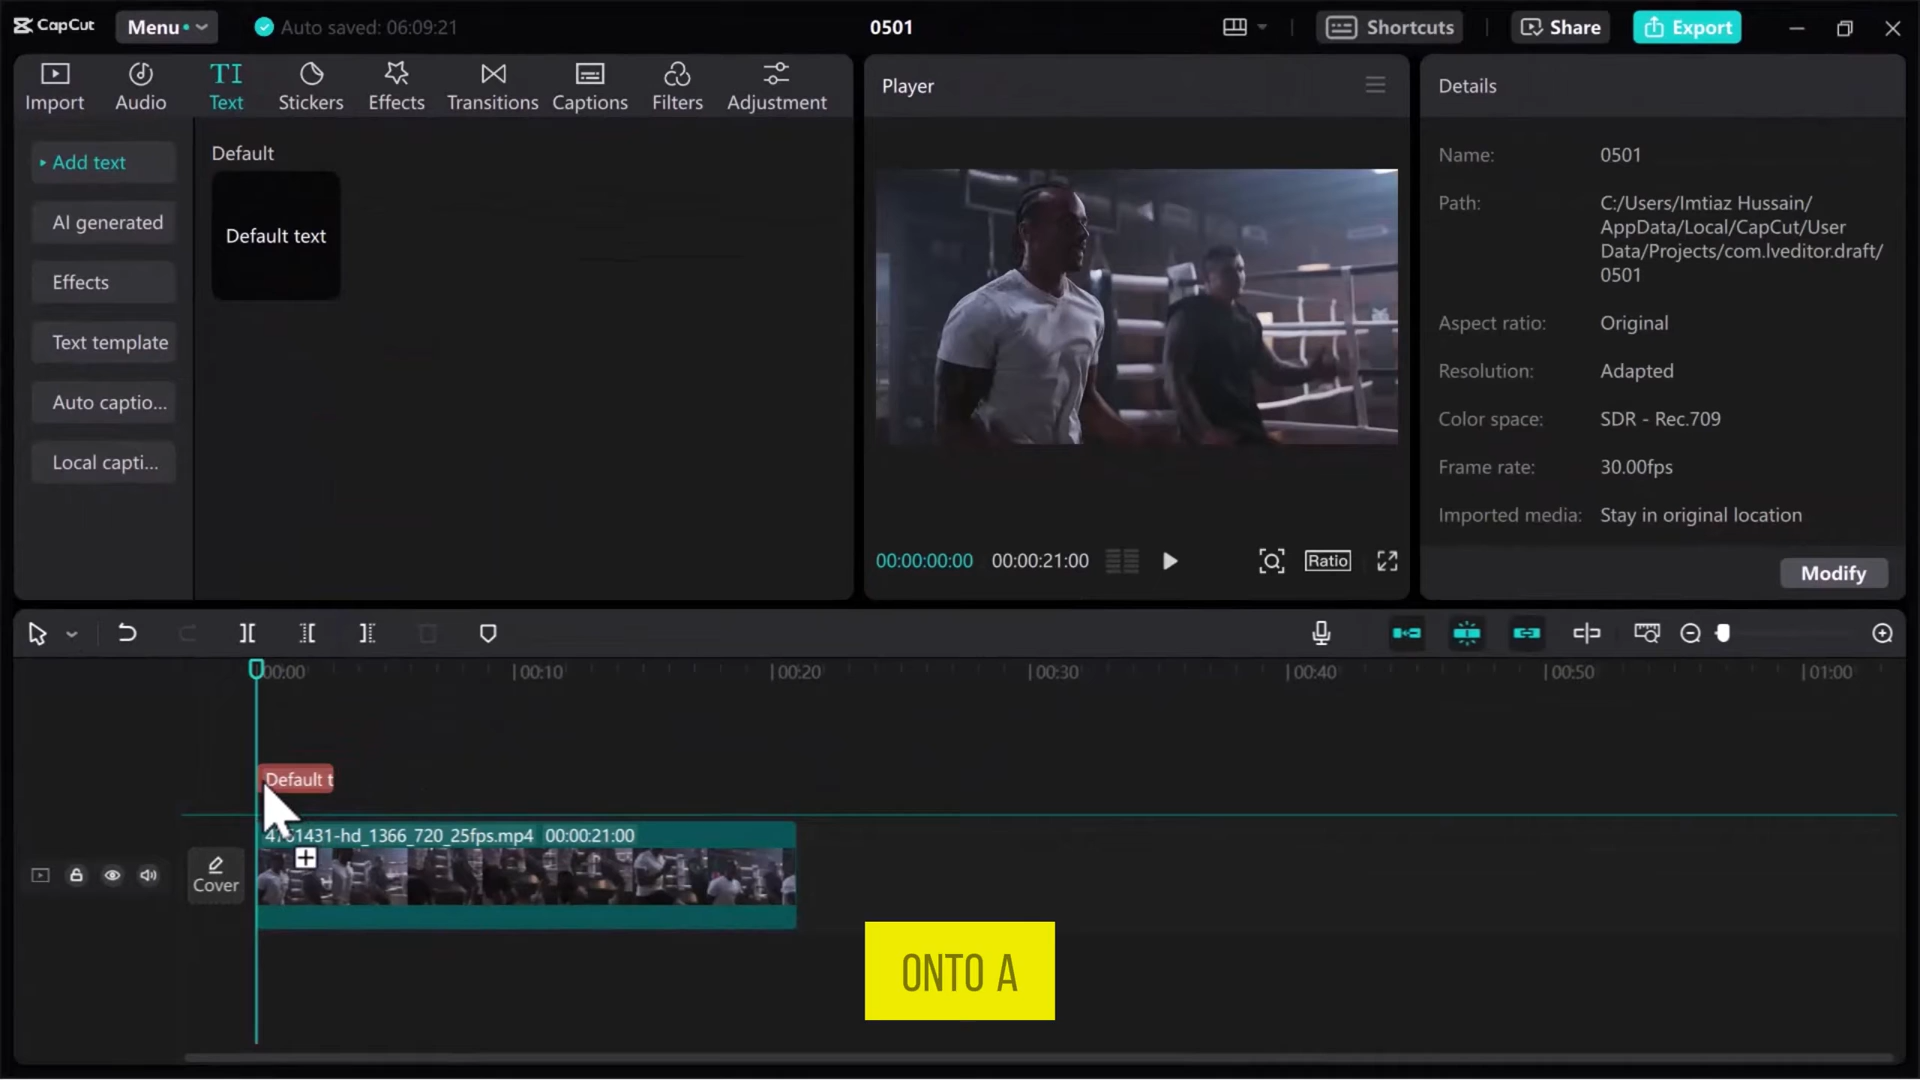 CapCut
Menu
Auto saved: 06:09:21
0501
Shortcuts
Share
Export
Import
Audio
TI
Text
Stickers
Effects
Transitions
Captions
Filters
Adjustment
Add text
AI generated
Effects
Text template
Auto captio...
Local capti...
Default
Default text
Player
00:00:00:00
00:00:21:00
Ratio
Details
Name:
0501
Path:
C:/Users/Imtiaz Hussain/
AppData/Local/CapCut/User
Data/Projects/com.lveditor.draft/
0501
Aspect ratio:
Original
Resolution:
Adapted
Color space:
SDR - Rec.709
Frame rate:
30.00fps
Imported media:
Stay in original location
Modify
00:00
00:10
00:20
00:30
00:40
00:50
01:00
Default t
1431-hd_1366_720_25fps.mp4 00:00:21:00
Cover
ONTO A